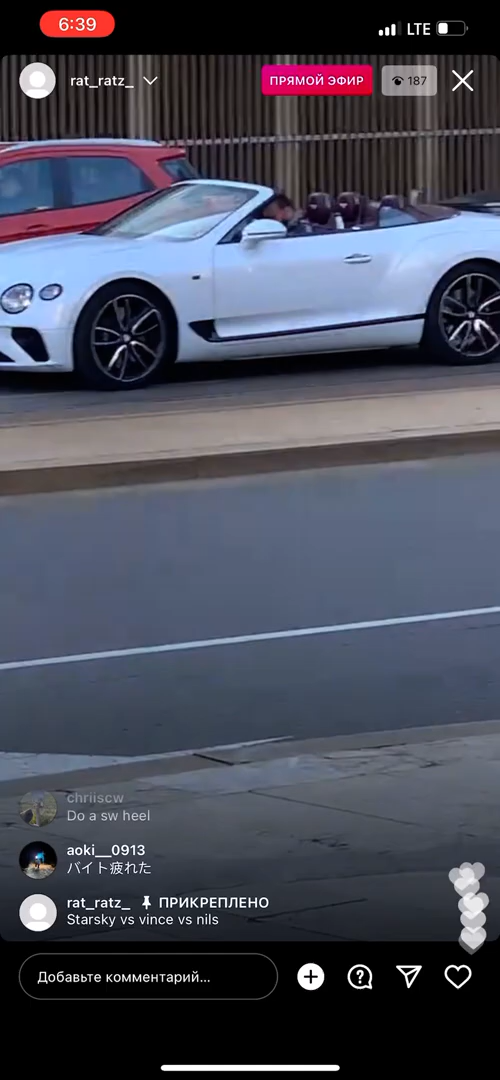 6:39
LTE
rat_ratz_
ПРЯМОЙ ЭФИР
187
chriiscw
Do a sw heel
aoki__0913
バイト疲れた
rat_ratz_ ПРИКРЕПЛЕНО
Starsky vs vince vs nils
Добавьте комментарий...